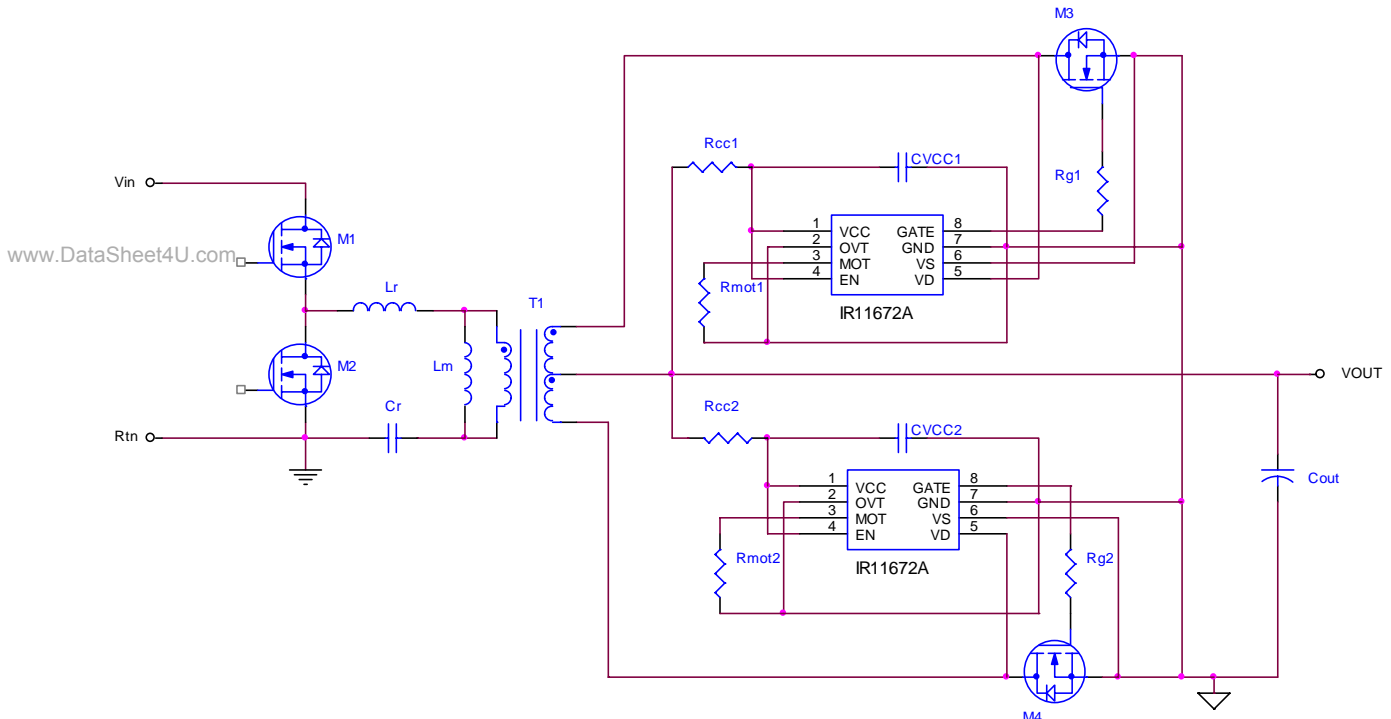 M3
Rcc1
CVCC1
Rg1
Vin
M1
www.DataSheet4U.com
1 VCC GATE 8
2 OVT GND 7
3 MOT VS 6
4 EN VD 5
IR11672A
Rmot1
Lr
T1
Lm
M2
VOUT
Rcc2
CVCC2
Cr
Rtn
1 VCC GATE 8
2 OVT GND 7
3 MOT VS 6
4 EN VD 5
IR11672A
Rmot2
Rg2
Cout
M4